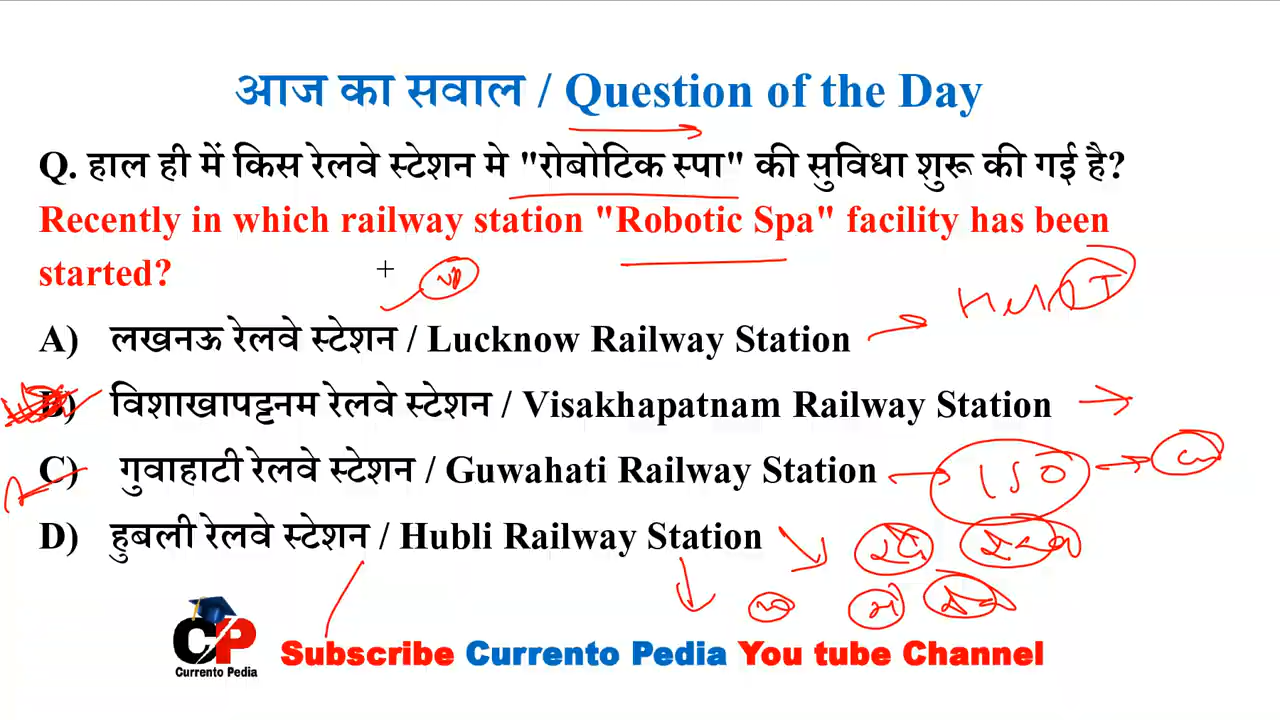 आज का सवाल / Question of the Day
Q. हाल ही में किस रेलवे स्टेशन मे "रोबोटिक स्पा" की सुविधा शुरू की गई है?
Recently in which railway station "Robotic Spa" facility has been
started?
A) लखनऊ रेलवे स्टेशन / Lucknow Railway Station
B) विशाखापट्टनम रेलवे स्टेशन / Visakhapatnam Railway Station
C) गुवाहाटी रेलवे स्टेशन / Guwahati Railway Station
ISO
D) हुबली रेलवे स्टेशन / Hubli Railway Station
CP
Currento Pedia
Subscribe Currento Pedia You tube Channel